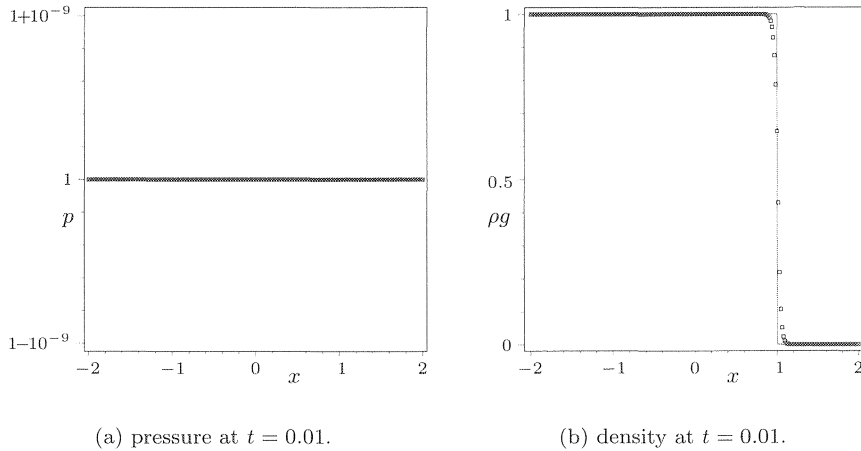 1+10⁻⁹
1
p
1−10⁻⁹
−2 −1 0 1 2
x
1
0.5
ρg
0
−2 −1 0 1 2
x
(a) pressure at t = 0.01.
(b) density at t = 0.01.